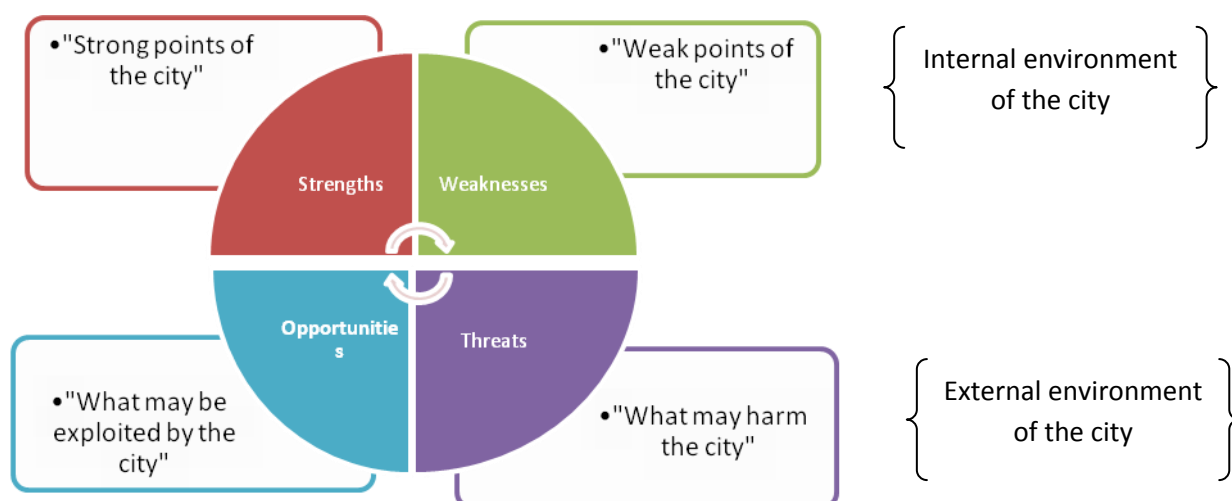 •"Strong points of
the city"
•"Weak points of
the city"
Internal environment
of the city
Strengths
Weaknesses
Opportunitie
s
Threats
•"What may be
exploited by the
city"
•"What may harm
the city"
External environment
of the city